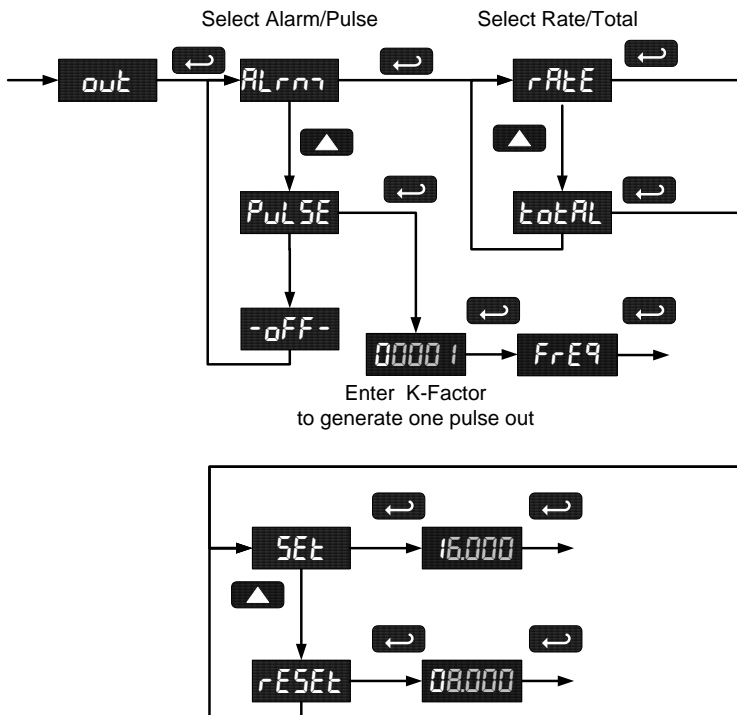 Select Alarm/Pulse
Select Rate/Total
out
ALrm
rAtE
PuLSE
totAL
-oFF-
00001
FrEq
Enter K-Factor
to generate one pulse out
SEt
16.000
rESEt
08.000